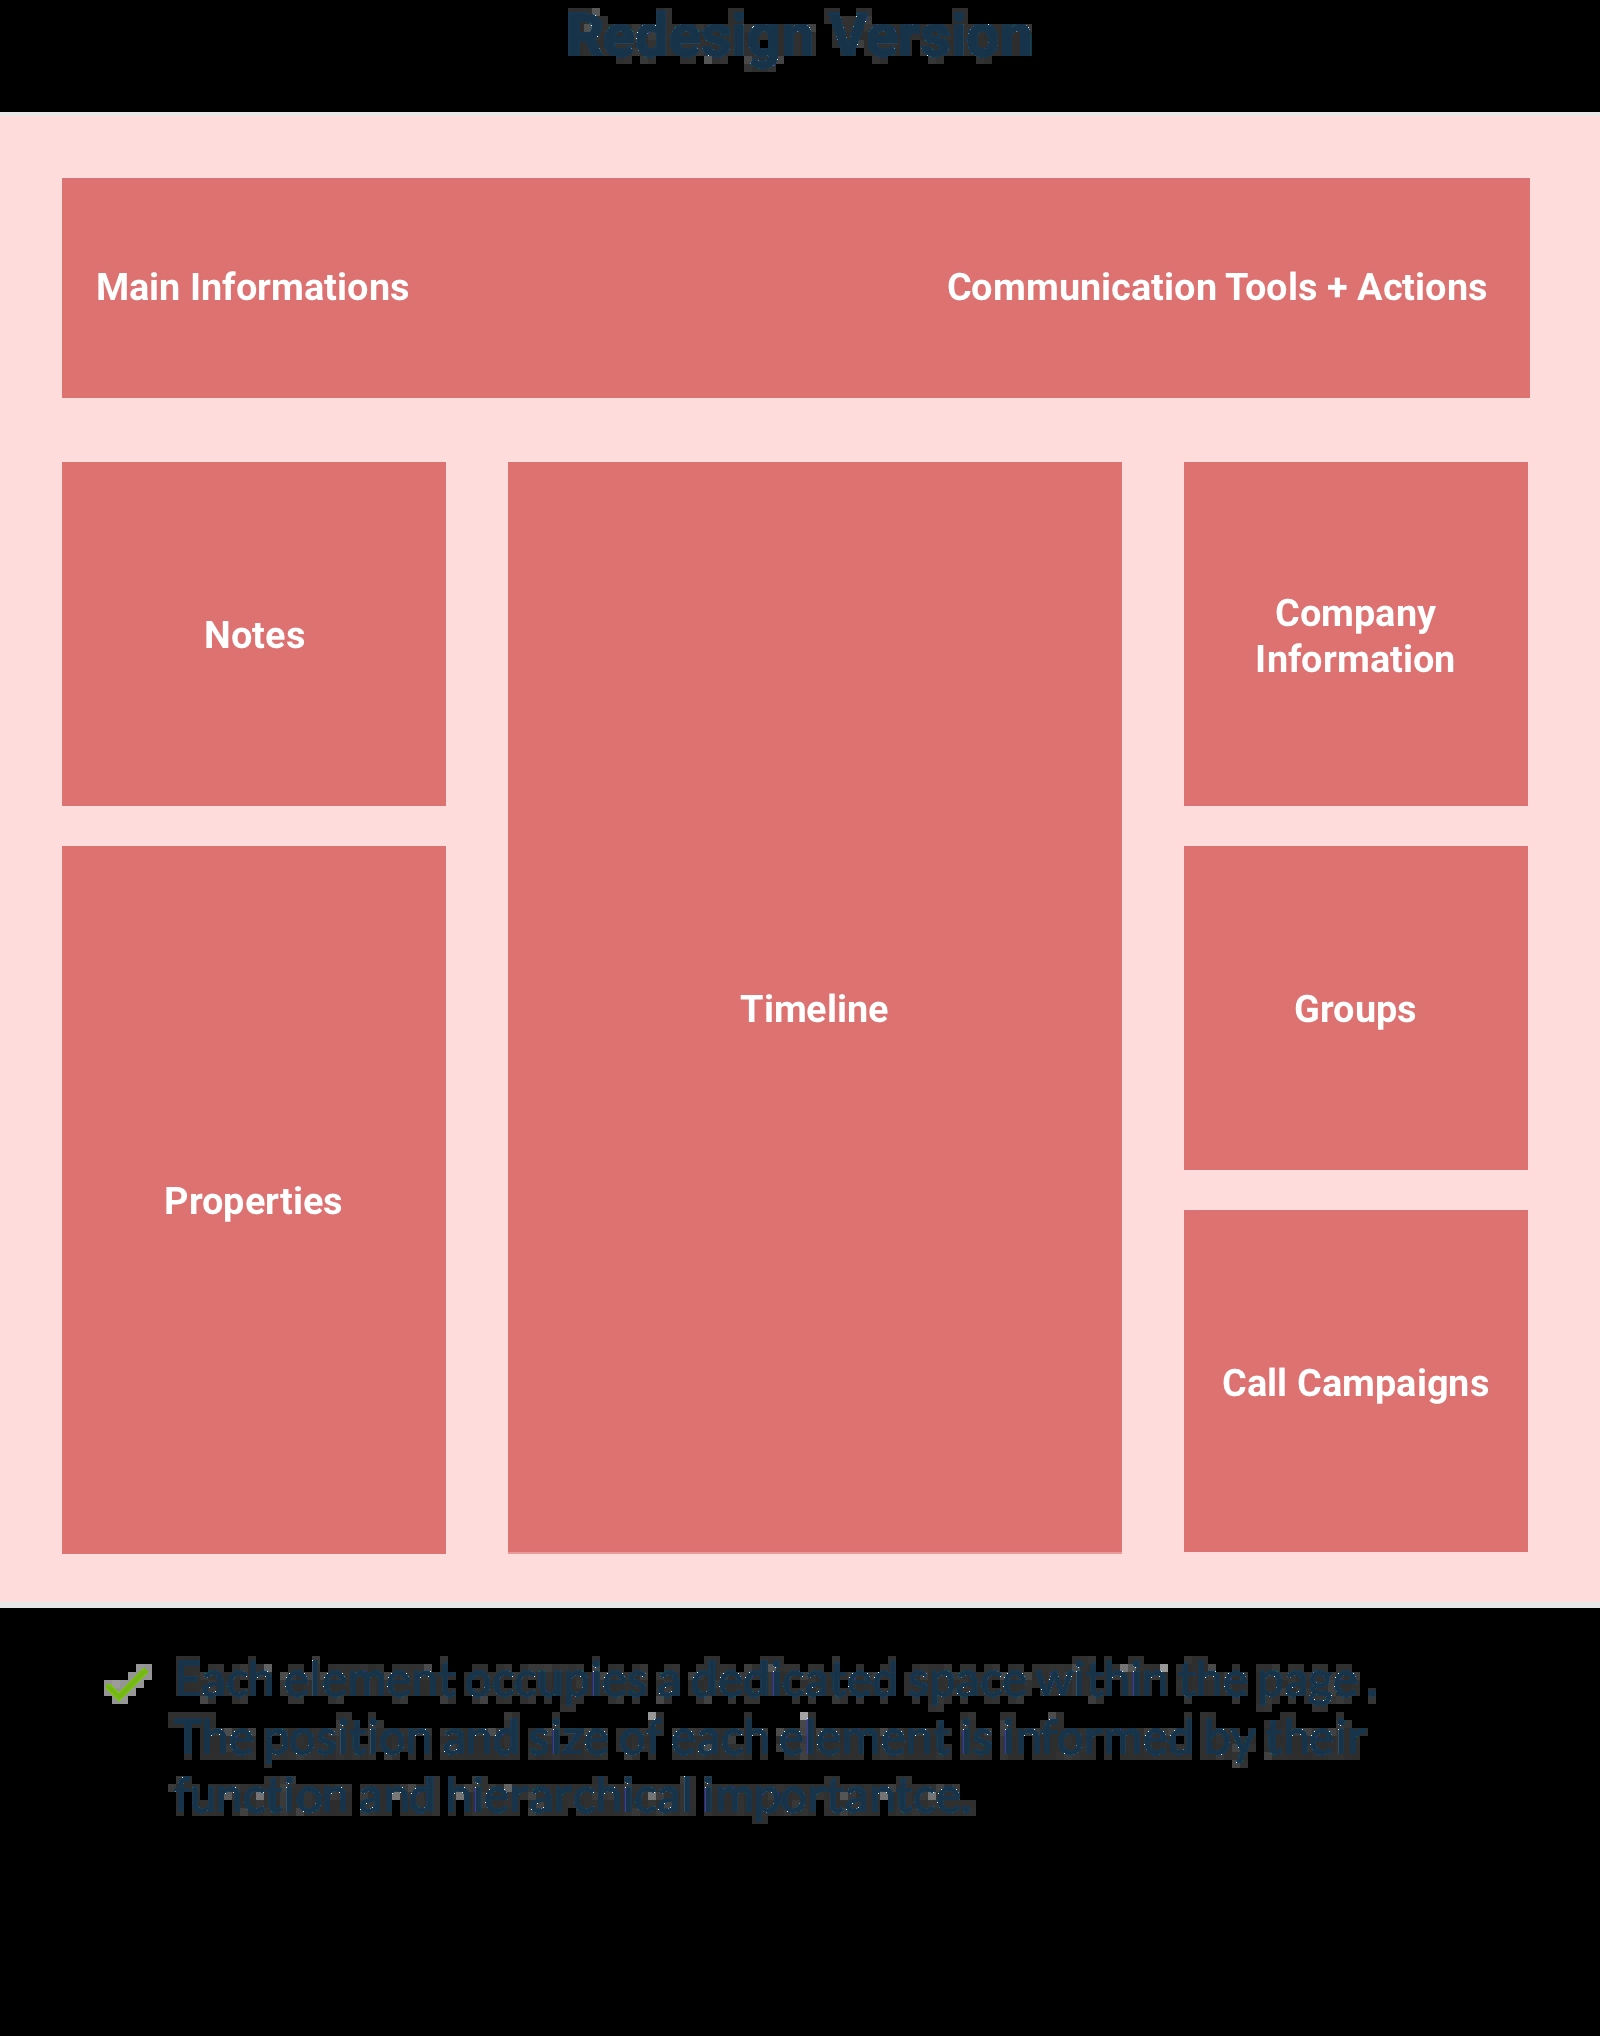 Redesign Version
Main Informations
Communication Tools + Actions
Notes
Timeline
Company
Information
Properties
Groups
Call Campaigns
Each element occupies a dedicated space within the page .
The position and size of each element is informed by their
function and hierarchical importantce.